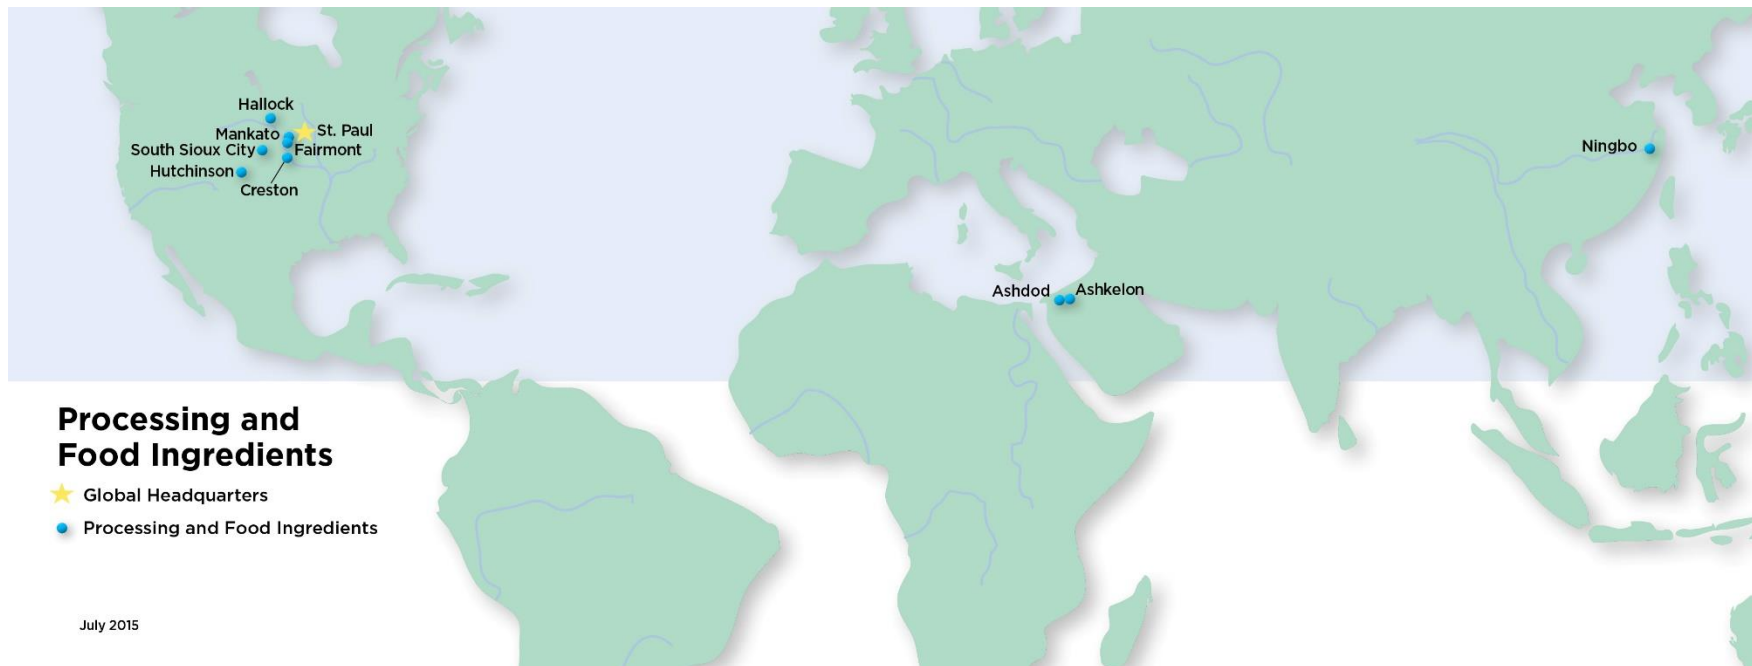 Hallock
Mankato
St. Paul
South Sioux City
Fairmont
Hutchinson
Creston
Ningbo
Ashdod
Ashkelon
Processing and
Food Ingredients
Global Headquarters
Processing and Food Ingredients
July 2015